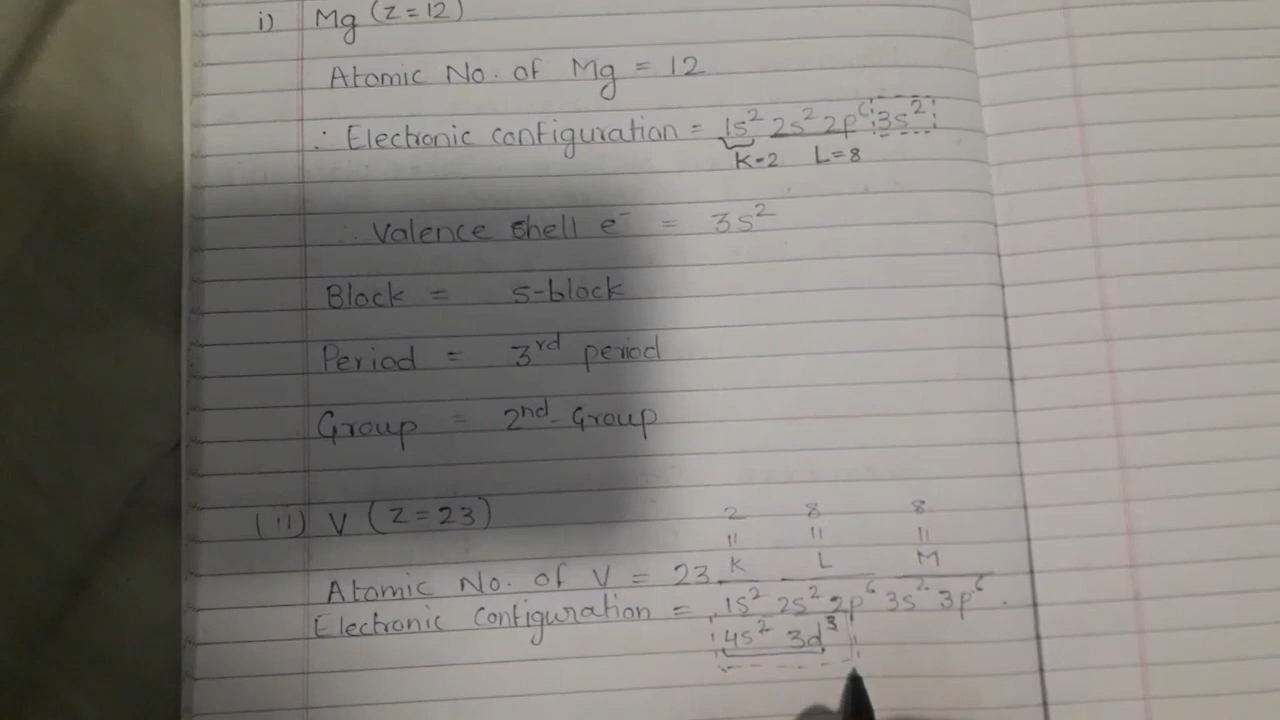 i) Mg (Z=12)
Atomic No. of Mg = 12
∴ Electronic configuration = 1s² 2s² 2p⁶ 3s²
K=2 L=8
∴ Valence shell e⁻ = 3s²
Block = s-block
Period = 3rd period
Group = 2nd Group
(ii) V (Z=23)
2 8 8
= = =
K L M
Atomic No. of V = 23
Electronic configuration = 1s² 2s² 2p⁶ 3s² 3p⁶
4s² 3d³